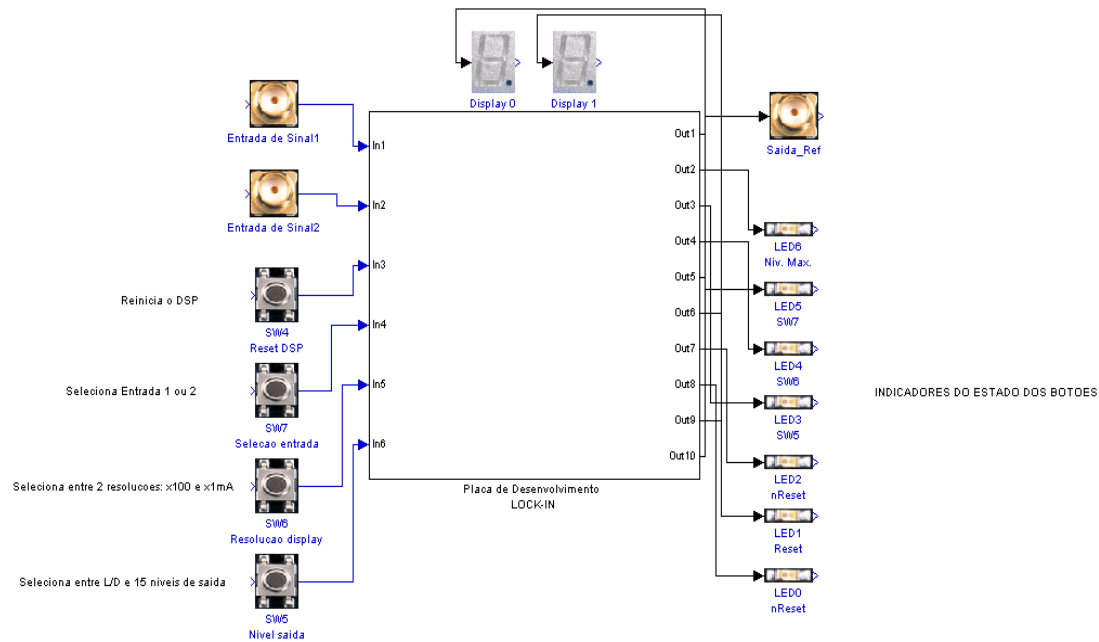 Display 0
Display 1
Entrada de Sinal1
Entrada de Sinal2
Reinicia o DSP
SW4
Reset DSP
Seleciona Entrada 1 ou 2
SW7
Selecao entrada
Seleciona entre 2 resolucoes: x100 e x1mA
SW6
Resolucao display
Seleciona entre L/D e 15 niveis de saida
SW5
Nivel saida
In1
In2
In3
In4
In5
In6
Out1
Out2
Out3
Out4
Out5
Out6
Out7
Out8
Out9
Out10
Placa de Desenvolvimento
LOCK-IN
Saida_Ref
LED6
Niv. Max.
LED5
SW7
LED4
SW6
LED3
SW5
LED2
nReset
LED1
Reset
LED0
nReset
INDICADORES DO ESTADO DOS BOTOES